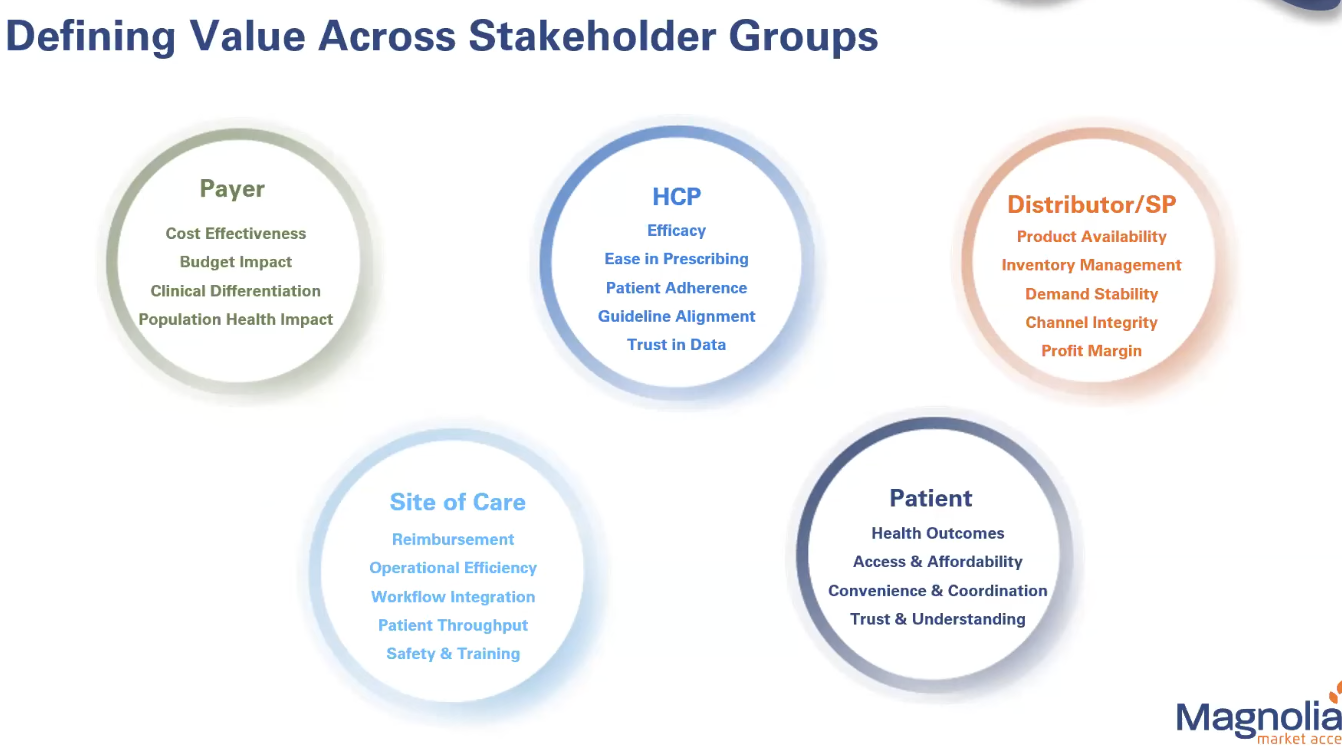 Defining Value Across Stakeholder Groups
Payer
Cost Effectiveness
Budget Impact
Clinical Differentiation
Population Health Impact
HCP
Efficacy
Ease in Prescribing
Patient Adherence
Guideline Alignment
Trust in Data
Distributor/SP
Product Availability
Inventory Management
Demand Stability
Channel Integrity
Profit Margin
Site of Care
Reimbursement
Operational Efficiency
Workflow Integration
Patient Throughput
Safety & Training
Patient
Health Outcomes
Access & Affordability
Convenience & Coordination
Trust & Understanding
Magnolia
market acce